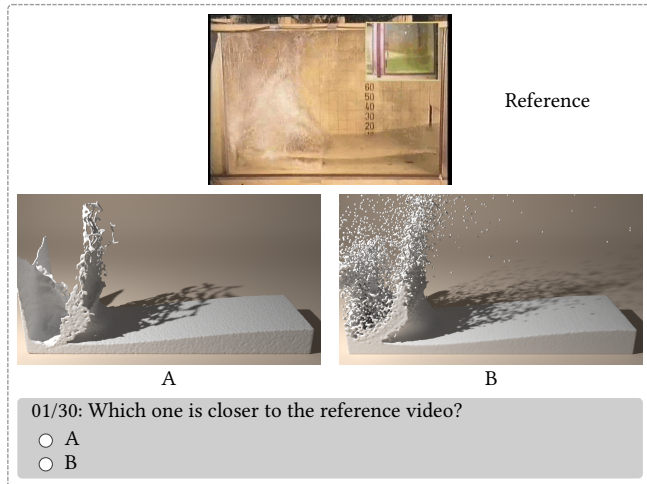 60
50
40
30
20
Reference
A
B
01/30: Which one is closer to the reference video?
A
B